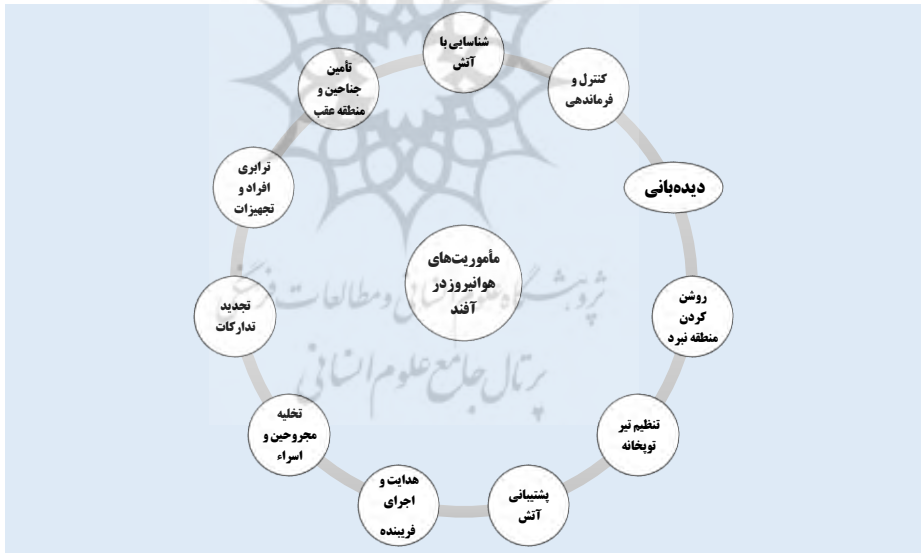 شناسایی با
آتش
کنترل و
فرماندهی
دیده‌بانی
روشن
کردن
منطقه نبرد
تنظیم تیر
توپخانه
پشتیبانی
آتش
هدایت و
اجرای
فریبنده
تخلیه
مجروحین و
اسراء
تجدید
تدارکات
ترابری
افراد و
تجهیزات
تأمین
جناحین و
منطقه عقب
مأموریت‌های
هوانیروز در
آفند
پژوهشگاه علوم انسانی و مطالعات فرهنگی
پرتال جامع علوم انسانی